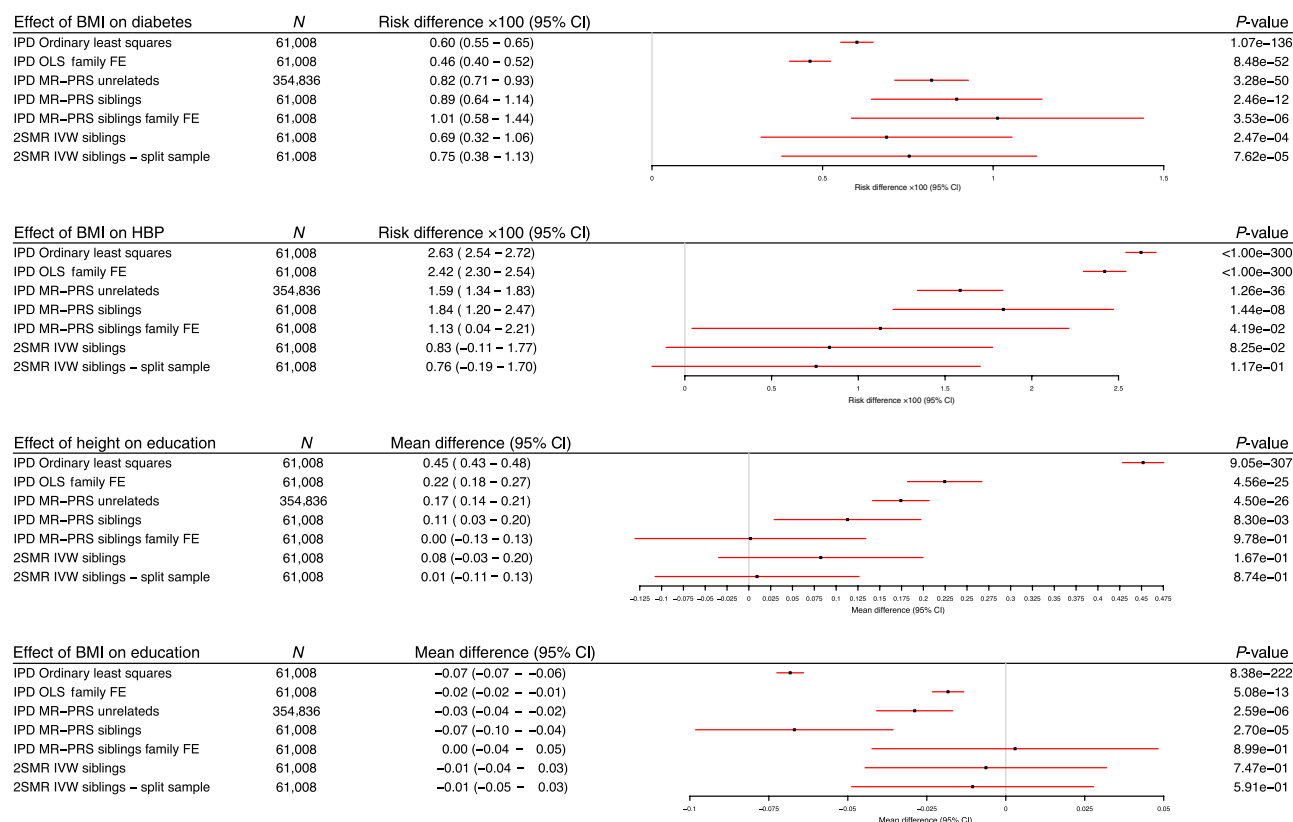 Effect of BMI on diabetes N Risk difference ×100 (95% CI) P-value
IPD Ordinary least squares 61,008 0.60 (0.55 − 0.65) 1.07e−136
IPD OLS family FE 61,008 0.46 (0.40 − 0.52) 8.48e−52
IPD MR−PRS unrelateds 354,836 0.82 (0.71 − 0.93) 3.28e−50
IPD MR−PRS siblings 61,008 0.89 (0.64 − 1.14) 2.46e−12
IPD MR−PRS siblings family FE 61,008 1.01 (0.58 − 1.44) 3.53e−06
2SMR IVW siblings 61,008 0.69 (0.32 − 1.06) 2.47e−04
2SMR IVW siblings − split sample 61,008 0.75 (0.38 − 1.13) 7.62e−05
0 0.5 1 1.5
Risk difference ×100 (95% CI)
Effect of BMI on HBP N Risk difference ×100 (95% CI) P-value
IPD Ordinary least squares 61,008 2.63 ( 2.54 − 2.72) <1.00e−300
IPD OLS family FE 61,008 2.42 ( 2.30 − 2.54) <1.00e−300
IPD MR−PRS unrelateds 354,836 1.59 ( 1.34 − 1.83) 1.26e−36
IPD MR−PRS siblings 61,008 1.84 ( 1.20 − 2.47) 1.44e−08
IPD MR−PRS siblings family FE 61,008 1.13 ( 0.04 − 2.21) 4.19e−02
2SMR IVW siblings 61,008 0.83 (−0.11 − 1.77) 8.25e−02
2SMR IVW siblings − split sample 61,008 0.76 (−0.19 − 1.70) 1.17e−01
0 0.5 1 1.5 2 2.5
Risk difference ×100 (95% CI)
Effect of height on education N Mean difference (95% CI) P-value
IPD Ordinary least squares 61,008 0.45 ( 0.43 − 0.48) 9.05e−307
IPD OLS family FE 61,008 0.22 ( 0.18 − 0.27) 4.56e−25
IPD MR−PRS unrelateds 354,836 0.17 ( 0.14 − 0.21) 4.50e−26
IPD MR−PRS siblings 61,008 0.11 ( 0.03 − 0.20) 8.30e−03
IPD MR−PRS siblings family FE 61,008 0.00 (−0.13 − 0.13) 9.78e−01
2SMR IVW siblings 61,008 0.08 (−0.03 − 0.20) 1.67e−01
2SMR IVW siblings − split sample 61,008 0.01 (−0.11 − 0.13) 8.74e−01
−0.125 −0.1 −0.075 −0.05 −0.025 0 0.025 0.05 0.075 0.1 0.125 0.15 0.175 0.2 0.225 0.25 0.275 0.3 0.325 0.35 0.375 0.4 0.425 0.45 0.475
Mean difference (95% CI)
Effect of BMI on education N Mean difference (95% CI) P-value
IPD Ordinary least squares 61,008 −0.07 (−0.07 − −0.06) 8.38e−222
IPD OLS family FE 61,008 −0.02 (−0.02 − −0.01) 5.08e−13
IPD MR−PRS unrelateds 354,836 −0.03 (−0.04 − −0.02) 2.59e−06
IPD MR−PRS siblings 61,008 −0.07 (−0.10 − −0.04) 2.70e−05
IPD MR−PRS siblings family FE 61,008 0.00 (−0.04 − 0.05) 8.99e−01
2SMR IVW siblings 61,008 −0.01 (−0.04 − 0.03) 7.47e−01
2SMR IVW siblings − split sample 61,008 −0.01 (−0.05 − 0.03) 5.91e−01
−0.1 −0.075 −0.05 −0.025 0 0.025 0.05
Mean difference (95% CI)